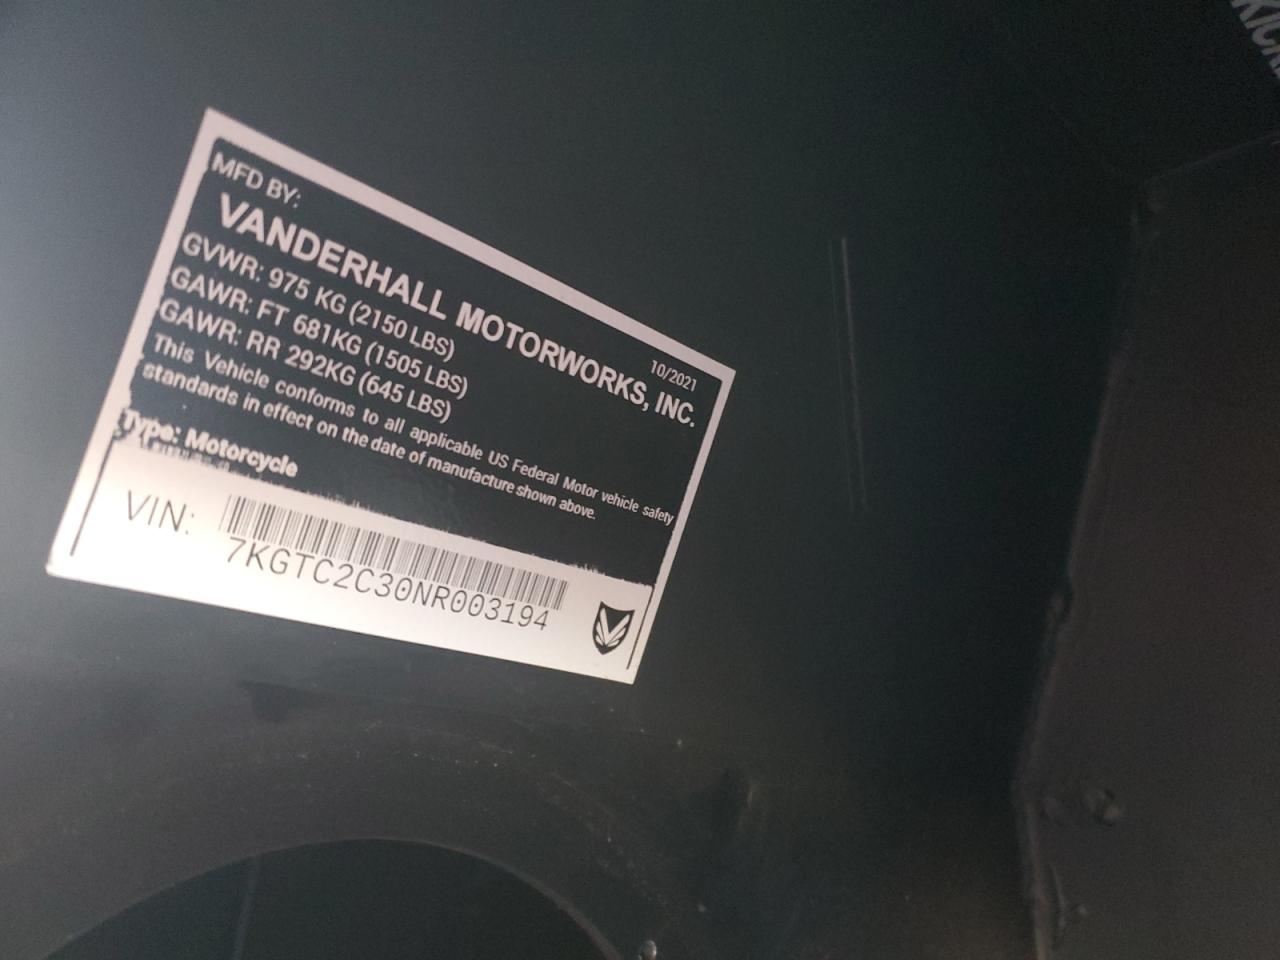 MFD BY:
VANDERHALL MOTORWORKS, INC.
10/2021
GVWR: 975 KG (2150 LBS)
GAWR: FT 681KG (1505 LBS)
GAWR: RR 292KG (645 LBS)
This Vehicle conforms to all applicable US Federal Motor vehicle safety
standards in effect on the date of manufacture shown above.
Type: Motorcycle
VIN: 7KGTC2C30NR003194